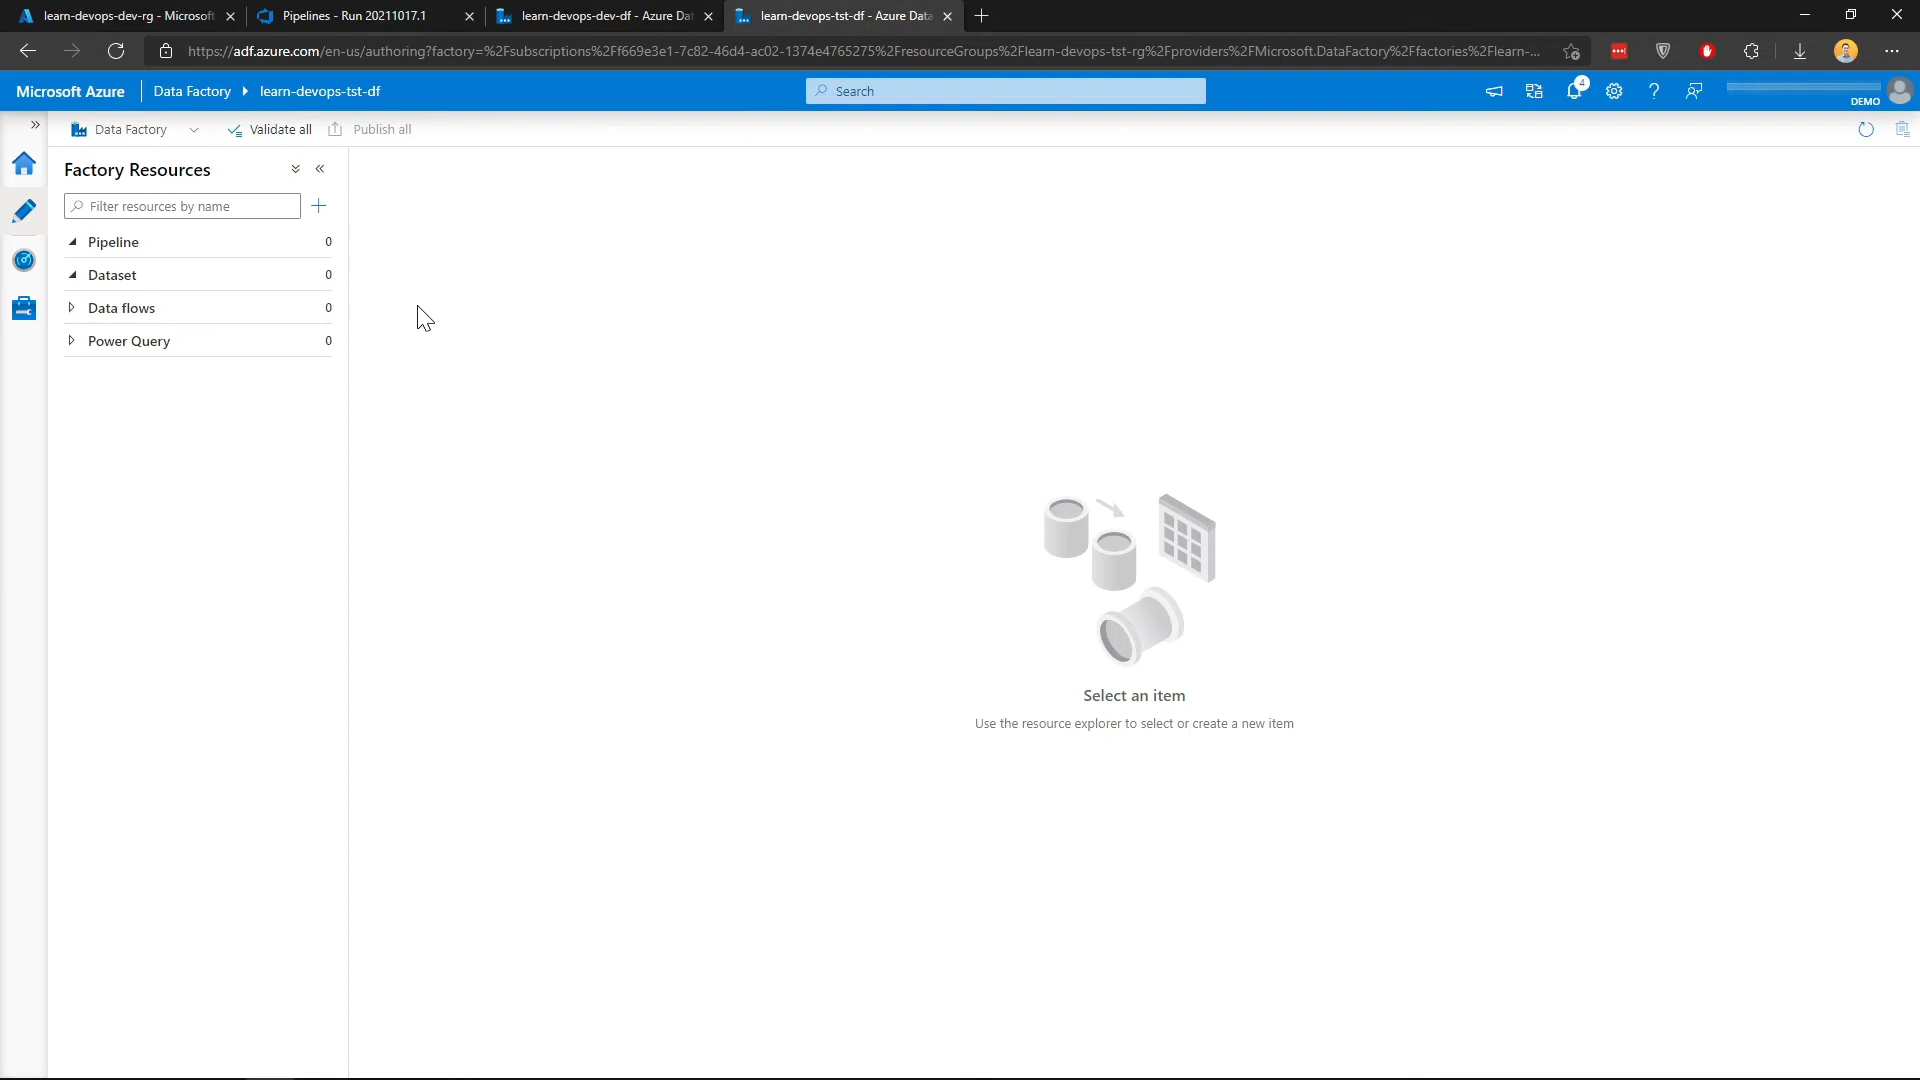 learn-devops-dev-rg - Microsoft
Pipelines - Run 20211017.1
learn-devops-dev-df - Azure Dat
learn-devops-tst-df - Azure Data
https://adf.azure.com/en-us/authoring?factory=%2Fsubscriptions%2Ff669e3e1-7c82-46d4-ac02-1374e4765275%2FresourceGroups%2Flearn-devops-tst-rg%2Fproviders%2FMicrosoft.DataFactory%2Ffactories%2Flearn-...
Microsoft Azure
Data Factory
learn-devops-tst-df
Search
4
DEMO
Data Factory
Validate all
Publish all
Factory Resources
Filter resources by name
Pipeline 0
Dataset 0
Data flows 0
Power Query 0
Select an item
Use the resource explorer to select or create a new item